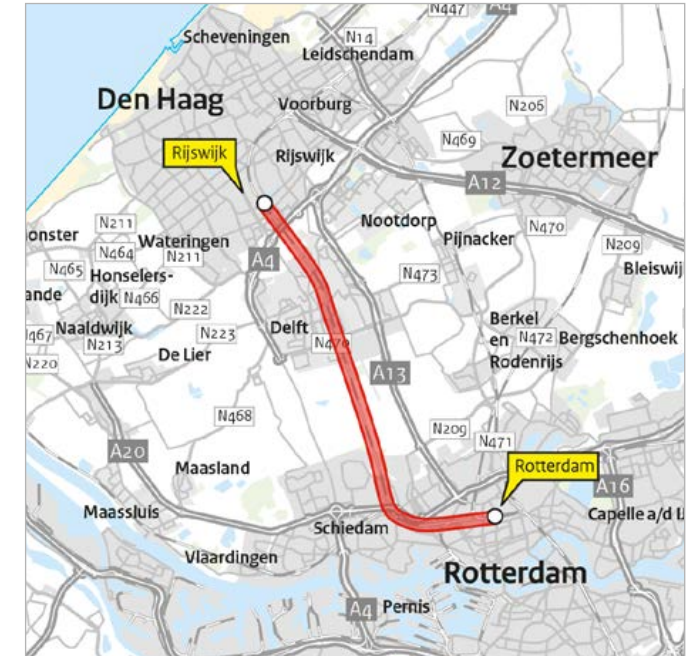 N447
A4
Scheveningen
N14
Leidschendam
Den Haag
Voorburg
N206
Rijswijk
Rijswijk
N469
Zoetermeer
A12
N211
onster
Wateringen
Nootdorp
N470
Pijnacker
N464
N211
A4
N209
N465
Honselers-
dijk
N466
N473
Bleiswij
ande
N222
Berkel
en
Rodenrijs
N467
Naaldwijk
N223
Delft
N470
N472
Bergschenhoek
N213
N220
De Lier
A13
N468
N209
N471
A20
Maasland
Rotterdam
A16
Maassluis
Schiedam
Capelle a/d IJ
Vlaardingen
Rotterdam
A4
Pernis